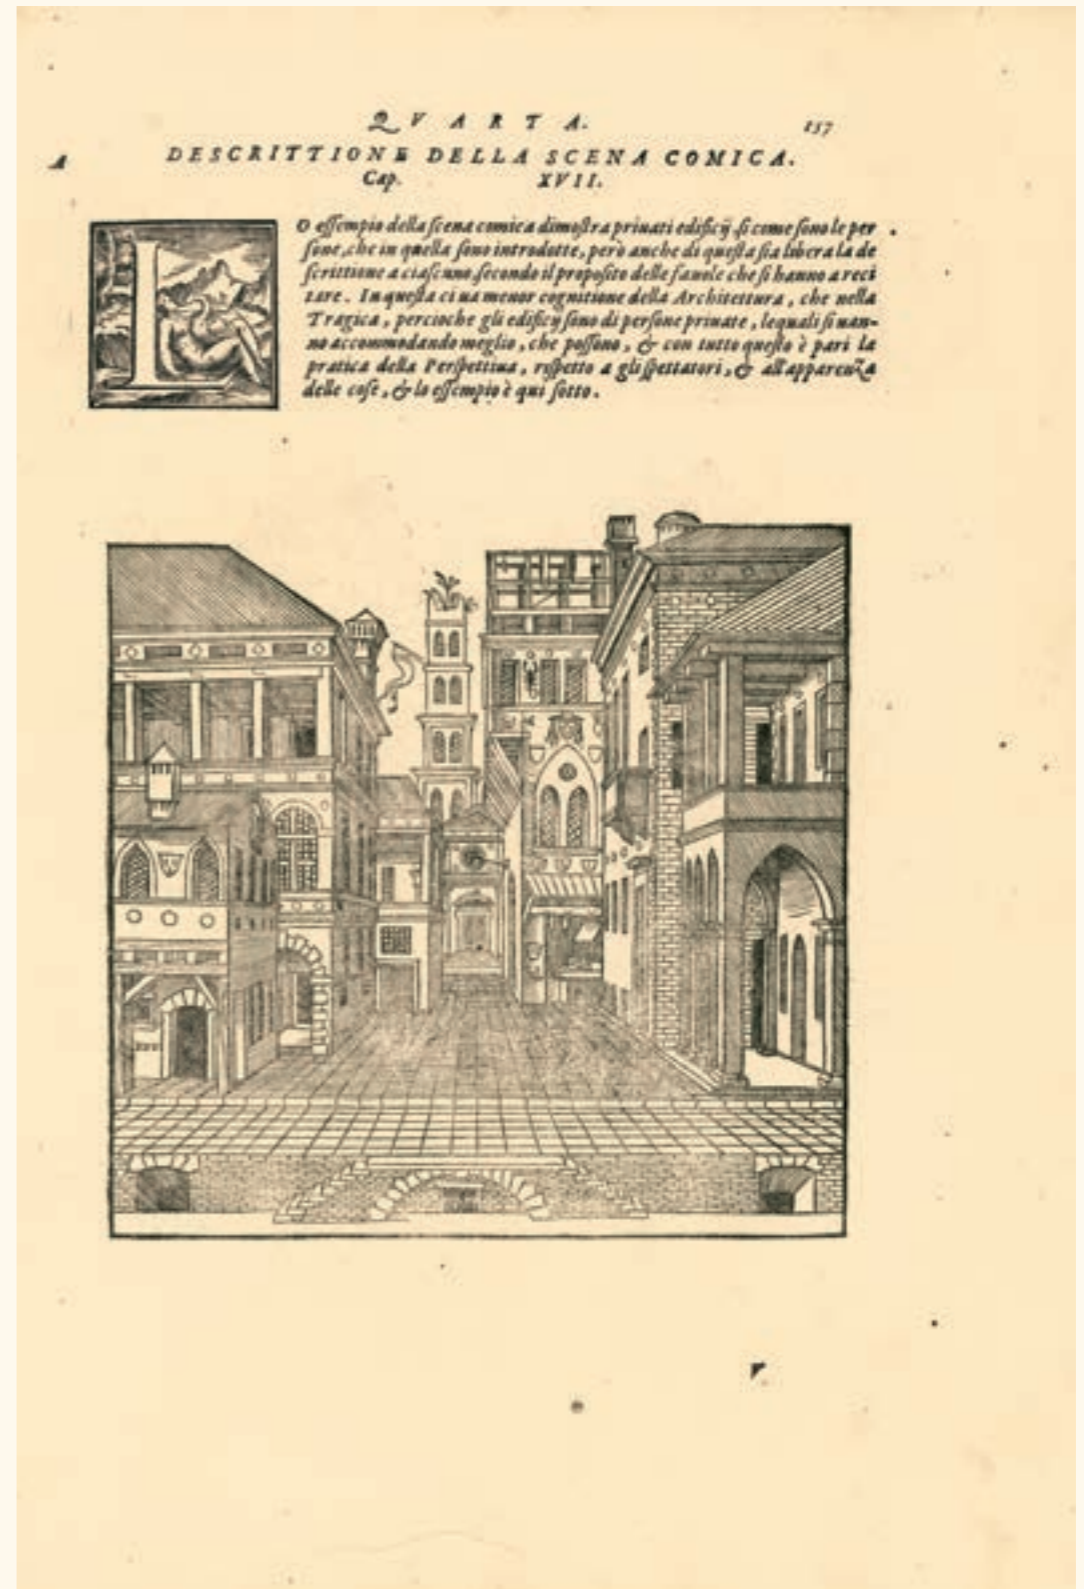 QVARTA. 157
DESCRITTIONE DELLA SCENA COMICA.
Cap. XVII.
LO essempio della scena comica dimostra priuati edificij, si come sono le per
sone, che in quella sono introdotte, però anche di questa sia libera la de
scrittione a ciascuno, secondo il proposito delle fauole che si hanno a reci
tare. In questa ci ua menor cognitione della Architettura, che nella
Tragica, percioche gli edificij sono di persone priuate, lequali si uan-
no accommodando meglio, che possono, & con tutto questo è pari la
pratica della Perspettiua, rispetto a gli spettatori, & all'apparenza
delle cose, & lo essempio è qui sotto.